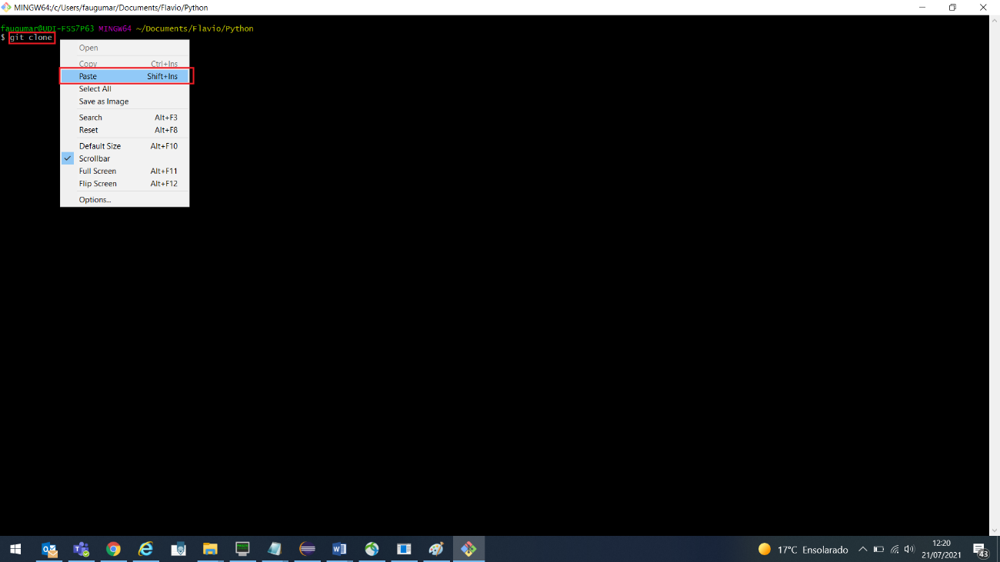 MINGW64:/c/Users/faugumar/Documents/Flavio/Python
faugumar@UDI-FSS7P63 MINGW64 ~/Documents/Flavio/Python
$ git clone
Open
Copy Ctrl+Ins
Paste Shift+Ins
Select All
Save as Image
Search Alt+F3
Reset Alt+F8
Default Size Alt+F10
Scrollbar
Full Screen Alt+F11
Flip Screen Alt+F12
Options...
17°C Ensolarado
12:20
21/07/2021
43